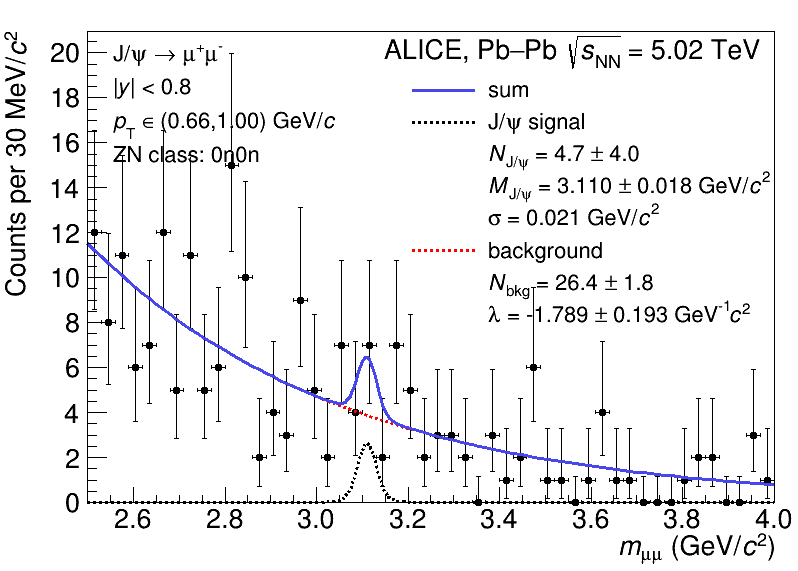 ALICE, Pb–Pb √s_NN = 5.02 TeV
J/ψ → μ⁺μ⁻
|y| < 0.8
p_T ∈ (0.66,1.00) GeV/c
ZN class: 0n0n
sum
J/ψ signal
N_J/ψ = 4.7 ± 4.0
M_J/ψ = 3.110 ± 0.018 GeV/c²
σ = 0.021 GeV/c²
background
N_bkg = 26.4 ± 1.8
λ = -1.789 ± 0.193 GeV⁻¹c²
Counts per 30 MeV/c²
20
18
16
14
12
10
8
6
4
2
0
2.6 2.8 3.0 3.2 3.4 3.6 3.8 4.0
m_μμ (GeV/c²)